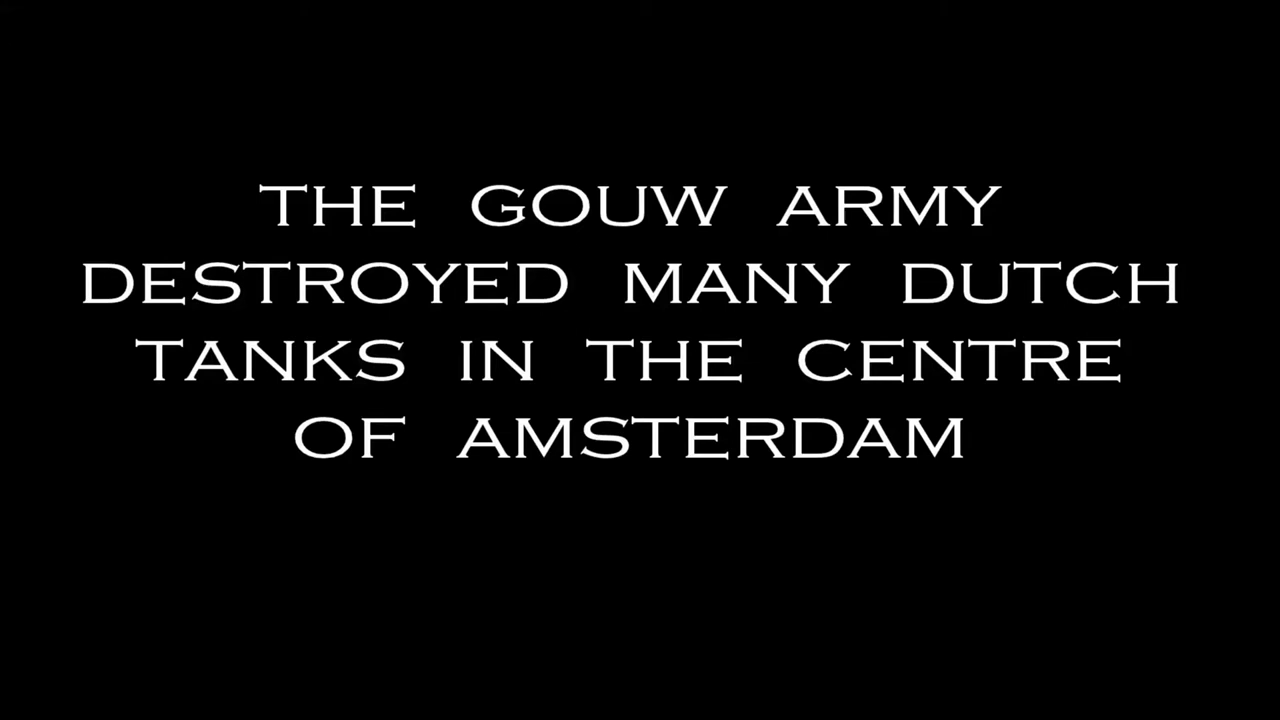 THE GOUW ARMY
DESTROYED MANY DUTCH
TANKS IN THE CENTRE
OF AMSTERDAM